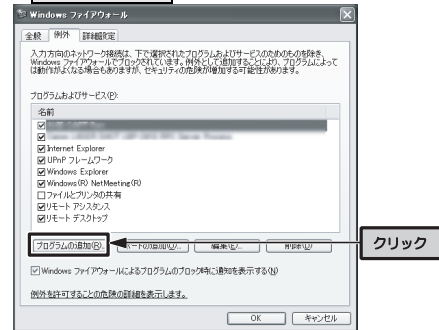 Windows ファイアウォール
全般 例外 詳細設定
入力方向のネットワーク接続は、下で選択されたプログラムおよびサービスのためのものを除き、
Windows ファイアウォールでブロックされています。例外として追加することにより、プログラムによって
は動作がよくなる場合もありますが、セキュリティの危険が増加する可能性があります。
プログラムおよびサービス(P):
名前
Internet Explorer
UPnP フレームワーク
Windows Explorer
Windows(R) NetMeeting(R)
ファイルとプリンタの共有
リモート アシスタンス
リモート デスクトップ
プログラムの追加(R)... ポートの追加(O)... 編集(E)... 削除(D)
クリック
Windows ファイアウォールによるプログラムのブロック時に通知を表示する(N)
例外を許可することの危険の詳細を表示します。
OK キャンセル